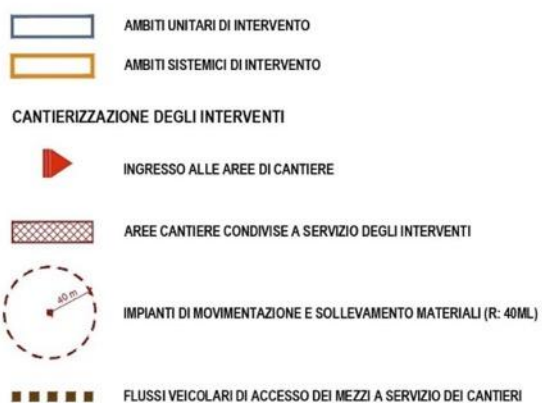 AMBITI UNITARI DI INTERVENTO
AMBITI SISTEMICI DI INTERVENTO
CANTIERIZZAZIONE DEGLI INTERVENTI
INGRESSO ALLE AREE DI CANTIERE
AREE CANTIERE CONDIVISE A SERVIZIO DEGLI INTERVENTI
40 m
IMPIANTI DI MOVIMENTAZIONE E SOLLEVAMENTO MATERIALI (R: 40ML)
FLUSSI VEICOLARI DI ACCESSO DEI MEZZI A SERVIZIO DEI CANTIERI